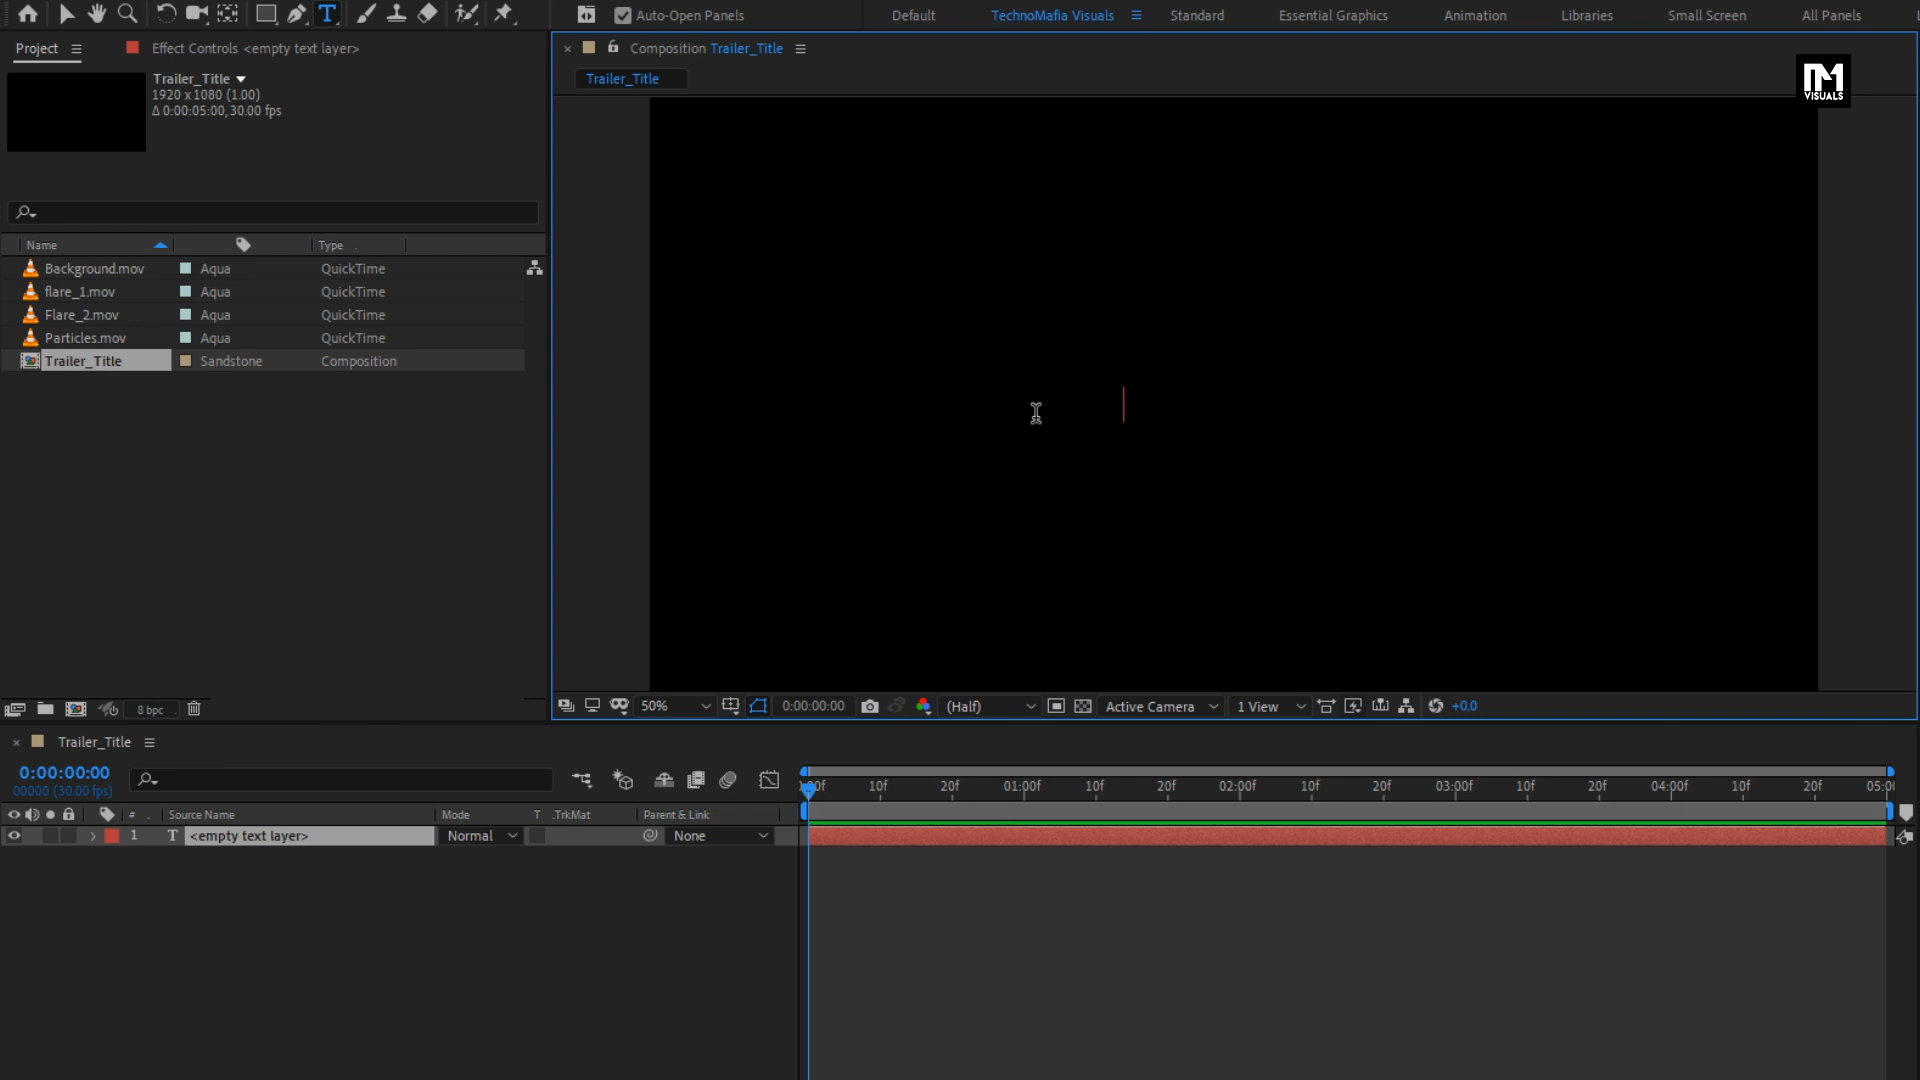 Auto-Open Panels
Default
TechnoMafia Visuals
Standard
Essential Graphics
Animation
Libraries
Small Screen
All Panels
Project
Effect Controls <empty text layer>
Composition Trailer_Title
Trailer_Title
VISUALS
Trailer_Title
1920 x 1080 (1.00)
Δ 0:00:05:00, 30.00 fps
Name
Type
Background.mov Aqua QuickTime
flare_1.mov Aqua QuickTime
Flare_2.mov Aqua QuickTime
Particles.mov Aqua QuickTime
Trailer_Title Sandstone Composition
8 bpc
50%
0:00:00:00
(Half)
Active Camera
1 View
+0.0
Trailer_Title
0:00:00:00
00000 (30.00 fps)
10f 20f 01:00f 10f 20f 02:00f 10f 20f 03:00f 10f 20f 04:00f 10f 20f
# Source Name Mode T .TrkMat Parent & Link
1 T <empty text layer> Normal None